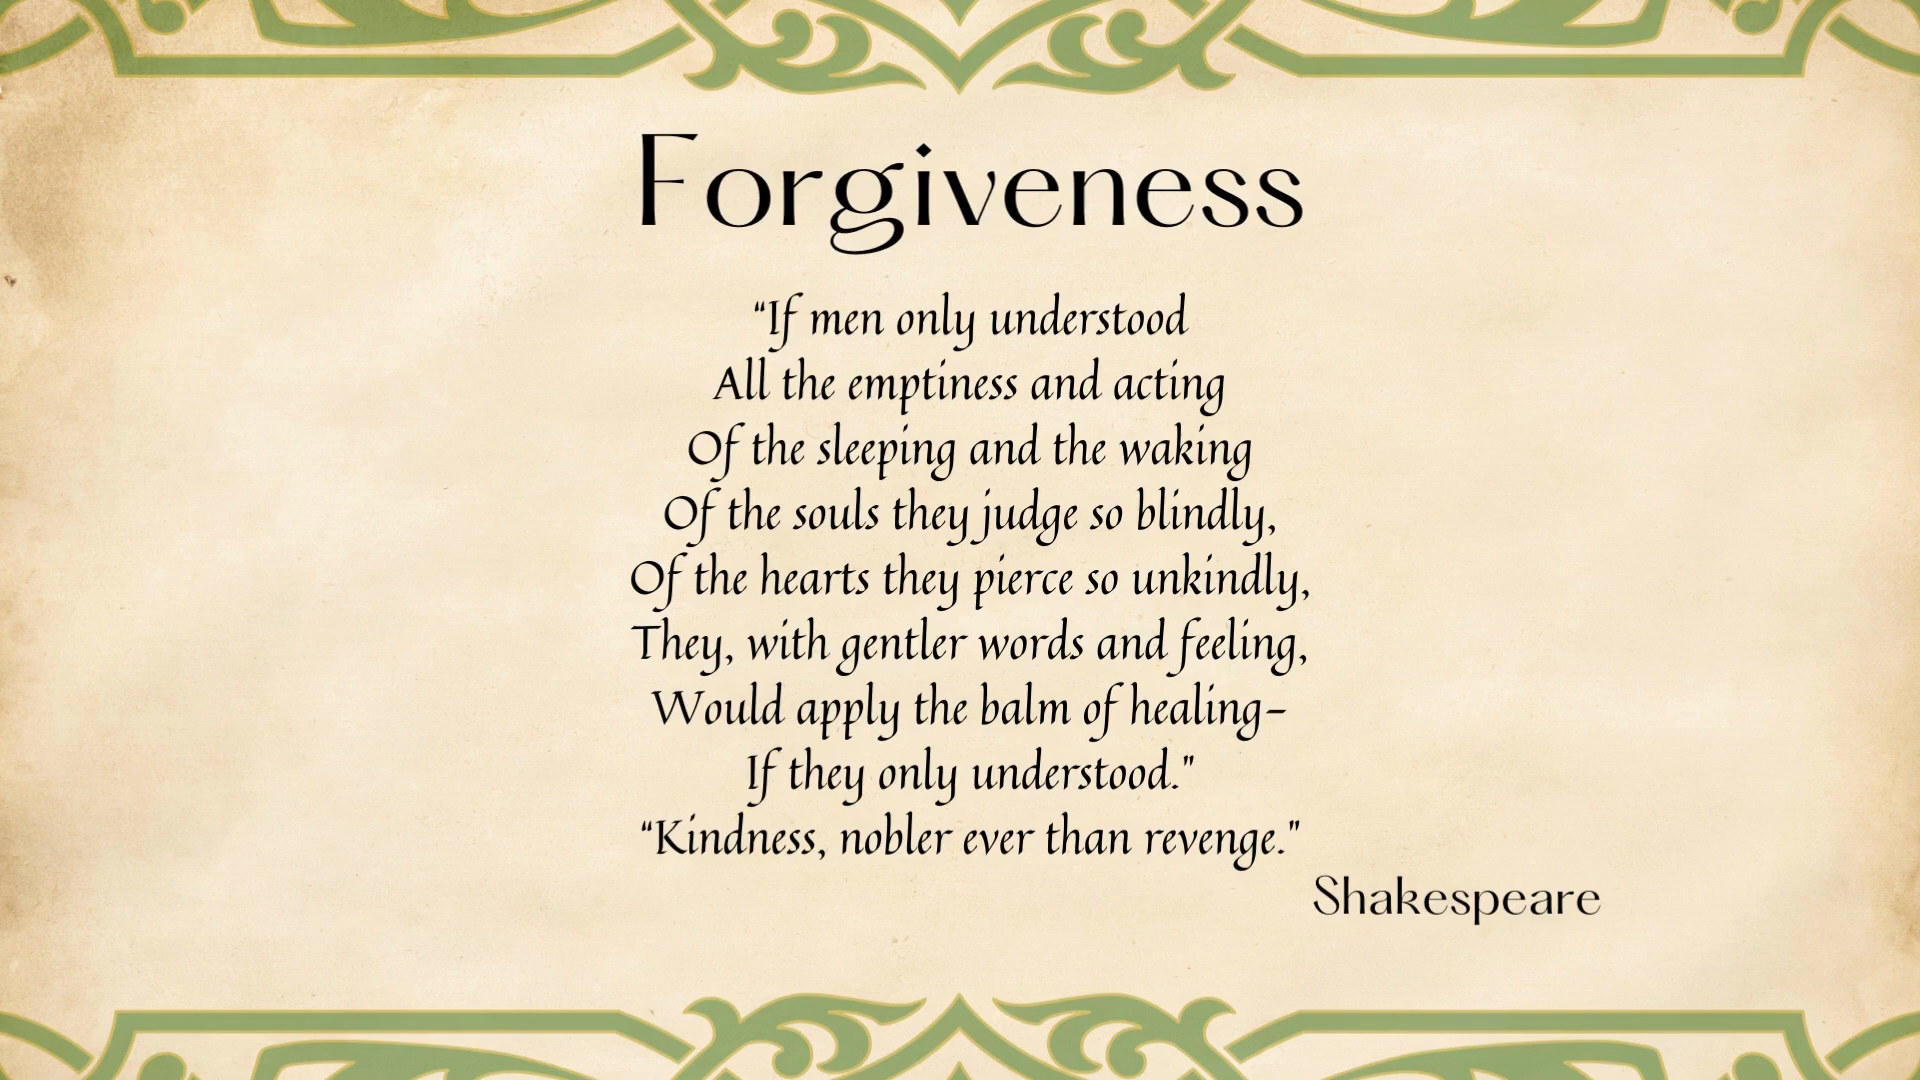 Forgiveness
“If men only understood
All the emptiness and acting
Of the sleeping and the waking
Of the souls they judge so blindly,
Of the hearts they pierce so unkindly,
They, with gentler words and feeling,
Would apply the balm of healing–
If they only understood."
“Kindness, nobler ever than revenge."
Shakespeare